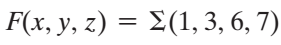 F(x, y, z) = Σ(1, 3, 6, 7)